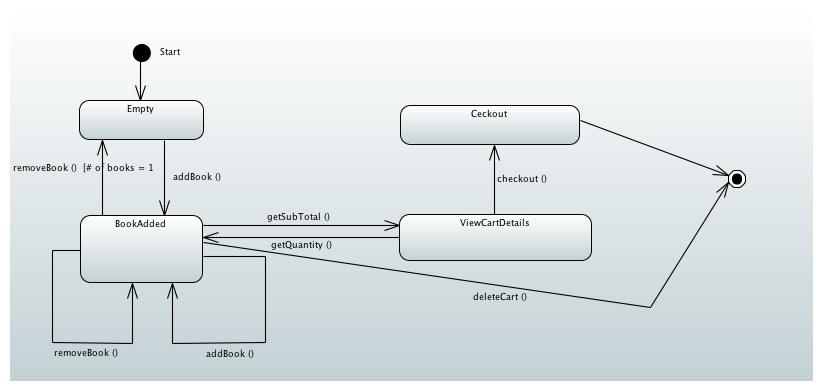 Start
Empty
Ceckout
removeBook () [# of books = 1
addBook ()
checkout ()
BookAdded
getSubTotal ()
ViewCartDetails
getQuantity ()
deleteCart ()
removeBook ()
addBook ()